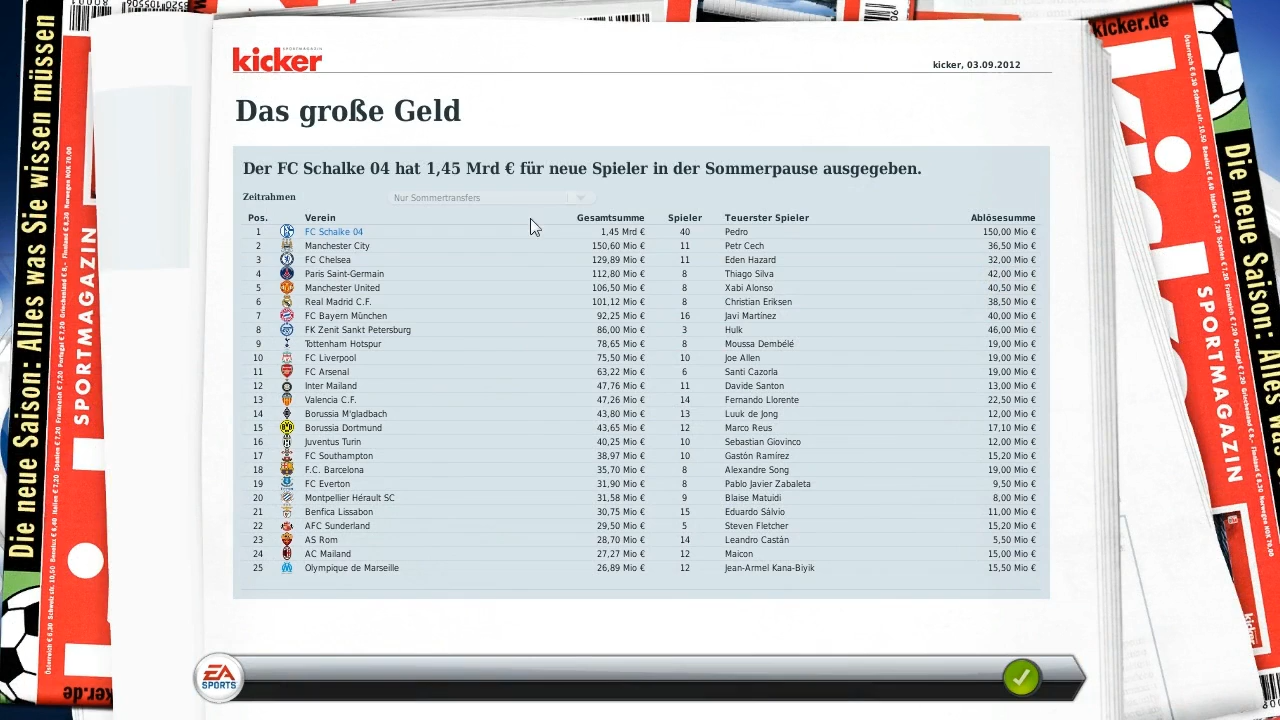 Die neue Saison: Alles was Sie wissen müssen
SPORTMAGAZIN
kicker.de
kicker
SPORTMAGAZIN
kicker, 03.09.2012
Das große Geld
Der FC Schalke 04 hat 1,45 Mrd € für neue Spieler in der Sommerpause ausgegeben.
Zeitrahmen Nur Sommertransfers
Pos. Verein Gesamtsumme Spieler Teuerster Spieler Ablösesumme
1 FC Schalke 04 1,45 Mrd € 40 Pedro 150,00 Mio €
2 Manchester City 150,60 Mio € 11 Petr Cech 36,50 Mio €
3 FC Chelsea 129,89 Mio € 11 Eden Hazard 32,00 Mio €
4 Paris Saint-Germain 112,80 Mio € 8 Thiago Silva 42,00 Mio €
5 Manchester United 106,50 Mio € 8 Xabi Alonso 40,50 Mio €
6 Real Madrid C.F. 101,12 Mio € 8 Christian Eriksen 38,50 Mio €
7 FC Bayern München 92,25 Mio € 16 Javi Martínez 40,00 Mio €
8 FK Zenit Sankt Petersburg 86,00 Mio € 3 Hulk 46,00 Mio €
9 Tottenham Hotspur 78,65 Mio € 8 Moussa Dembélé 19,00 Mio €
10 FC Liverpool 75,50 Mio € 10 Joe Allen 19,00 Mio €
11 FC Arsenal 63,22 Mio € 6 Santi Cazorla 19,00 Mio €
12 Inter Mailand 47,76 Mio € 11 Davide Santon 13,00 Mio €
13 Valencia C.F. 47,26 Mio € 14 Fernando Llorente 22,50 Mio €
14 Borussia M'gladbach 43,80 Mio € 13 Luuk de Jong 12,00 Mio €
15 Borussia Dortmund 43,65 Mio € 12 Marco Reus 17,10 Mio €
16 Juventus Turin 40,25 Mio € 10 Sebastian Giovinco 12,00 Mio €
17 FC Southampton 38,97 Mio € 10 Gastón Ramírez 15,20 Mio €
18 F.C. Barcelona 35,70 Mio € 8 Alexandre Song 19,00 Mio €
19 FC Everton 31,90 Mio € 8 Pablo Javier Zabaleta 9,50 Mio €
20 Montpellier Hérault SC 31,58 Mio € 9 Blaise Matuidi 8,00 Mio €
21 Benfica Lissabon 30,75 Mio € 15 Eduardo Sálvio 11,00 Mio €
22 AFC Sunderland 29,50 Mio € 5 Steven Fletcher 15,20 Mio €
23 AS Rom 28,70 Mio € 14 Leandro Castán 5,50 Mio €
24 AC Mailand 27,27 Mio € 12 Maicon 15,00 Mio €
25 Olympique de Marseille 26,89 Mio € 12 Jean-Armel Kana-Biyik 15,50 Mio €
EA
SPORTS
kicker.de
SPORTMAGAZIN
Die neue Saison: Alles was